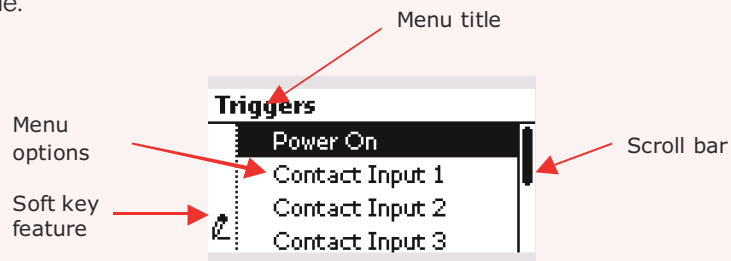 le.
Menu title
Triggers
Menu
options
Power On
Contact Input 1
Contact Input 2
Contact Input 3
Scroll bar
Soft key
feature